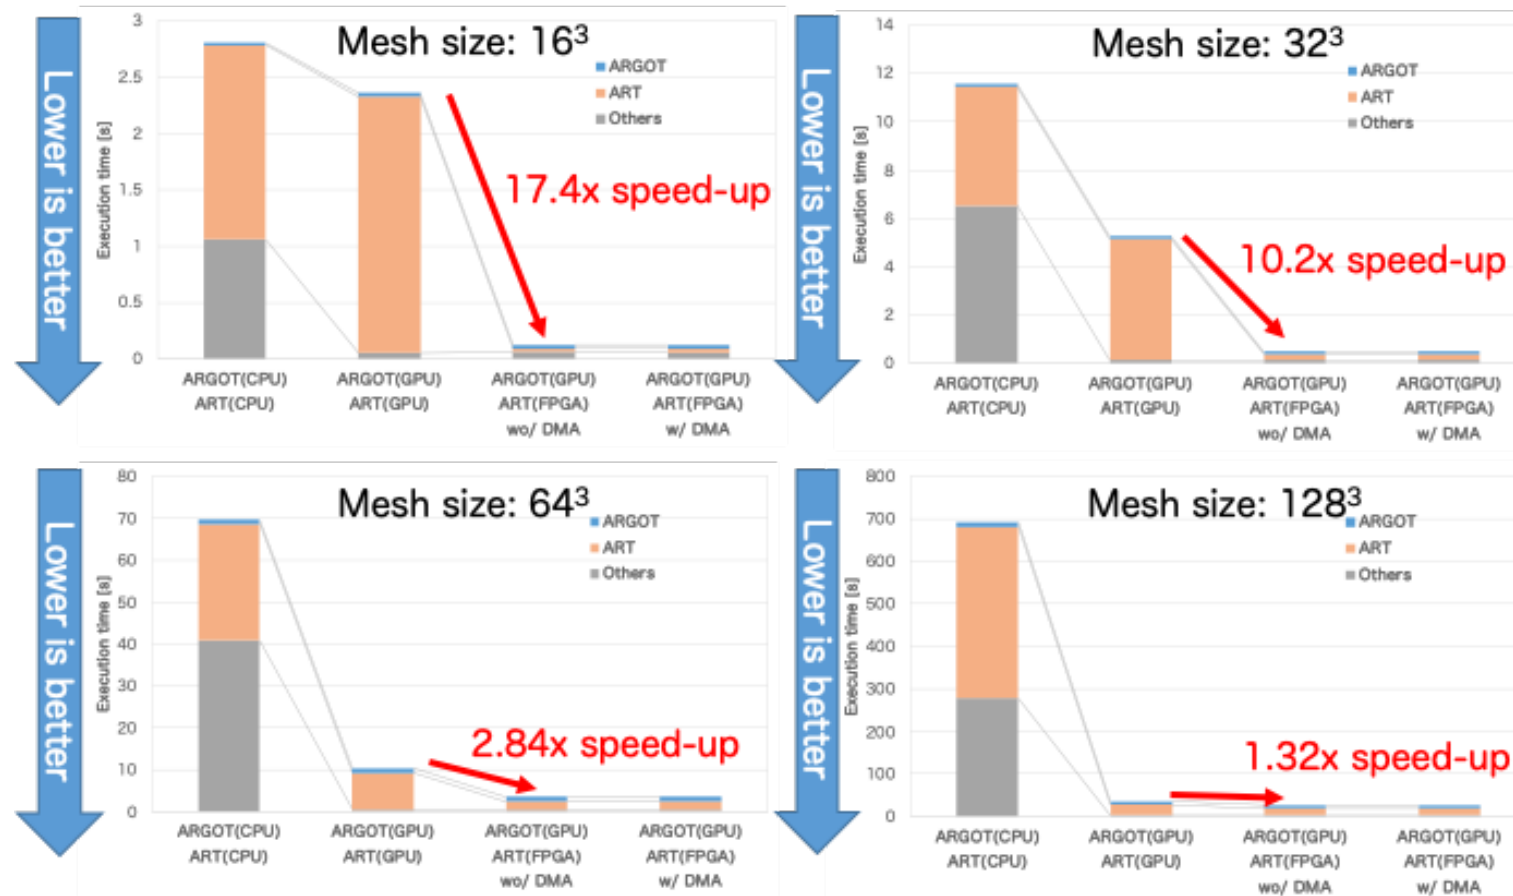 Lower is better
Mesh size: 16³
ARGOT
ART
Others
Execution time [s]
3
2.5
2
1.5
1
0.5
0
17.4x speed-up
ARGOT(CPU) ARGOT(GPU) ARGOT(GPU) ARGOT(GPU)
ART(CPU) ART(GPU) ART(FPGA) ART(FPGA)
wo/ DMA w/ DMA
Lower is better
Mesh size: 32³
ARGOT
ART
Others
Execution time [s]
14
12
10
8
6
4
2
0
10.2x speed-up
ARGOT(CPU) ARGOT(GPU) ARGOT(GPU) ARGOT(GPU)
ART(CPU) ART(GPU) ART(FPGA) ART(FPGA)
wo/ DMA w/ DMA
Lower is better
Mesh size: 64³
ARGOT
ART
Others
Execution time [s]
80
70
60
50
40
30
20
10
0
2.84x speed-up
ARGOT(CPU) ARGOT(GPU) ARGOT(GPU) ARGOT(GPU)
ART(CPU) ART(GPU) ART(FPGA) ART(FPGA)
wo/ DMA w/ DMA
Lower is better
Mesh size: 128³
ARGOT
ART
Others
Execution time [s]
800
700
600
500
400
300
200
100
0
1.32x speed-up
ARGOT(CPU) ARGOT(GPU) ARGOT(GPU) ARGOT(GPU)
ART(CPU) ART(GPU) ART(FPGA) ART(FPGA)
wo/ DMA w/ DMA